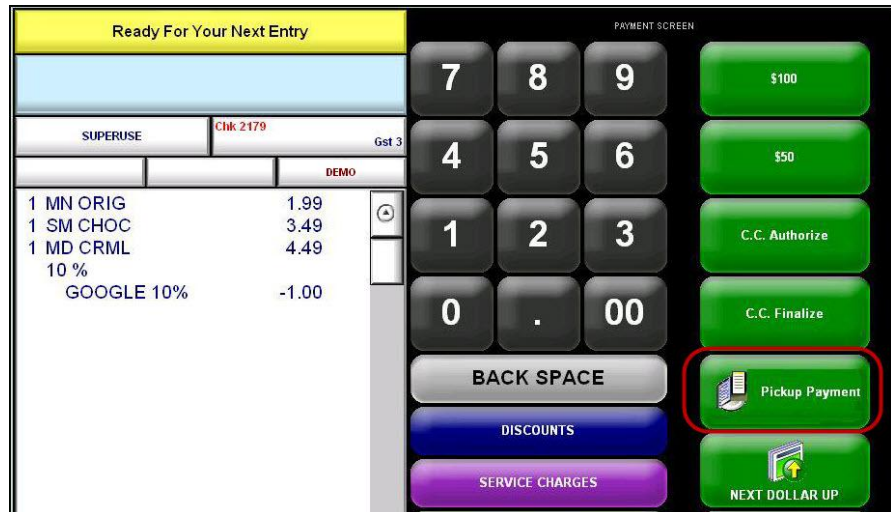 Ready For Your Next Entry
SUPERUSE
Chk 2179
Gst 3
DEMO
1 MN ORIG 1.99
1 SM CHOC 3.49
1 MD CRML 4.49
10 %
GOOGLE 10% -1.00
PAYMENT SCREEN
7 8 9
4 5 6
1 2 3
0 . 00
BACK SPACE
DISCOUNTS
SERVICE CHARGES
$100
$50
C.C. Authorize
C.C. Finalize
Pickup Payment
NEXT DOLLAR UP